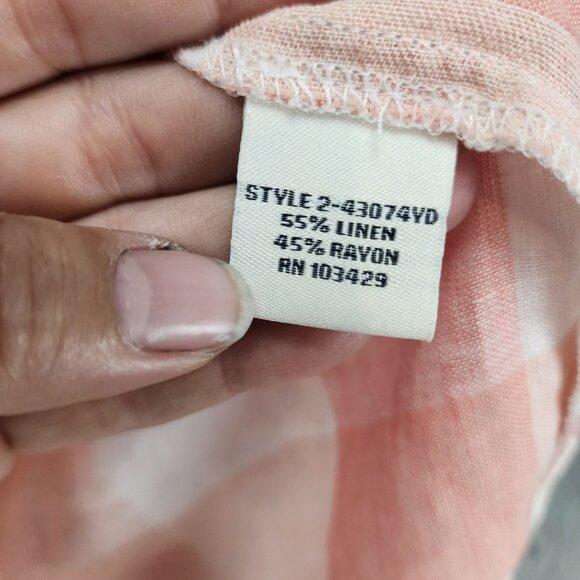 STYLE 2-43074YD
55% LINEN
45% RAYON
RN 103429